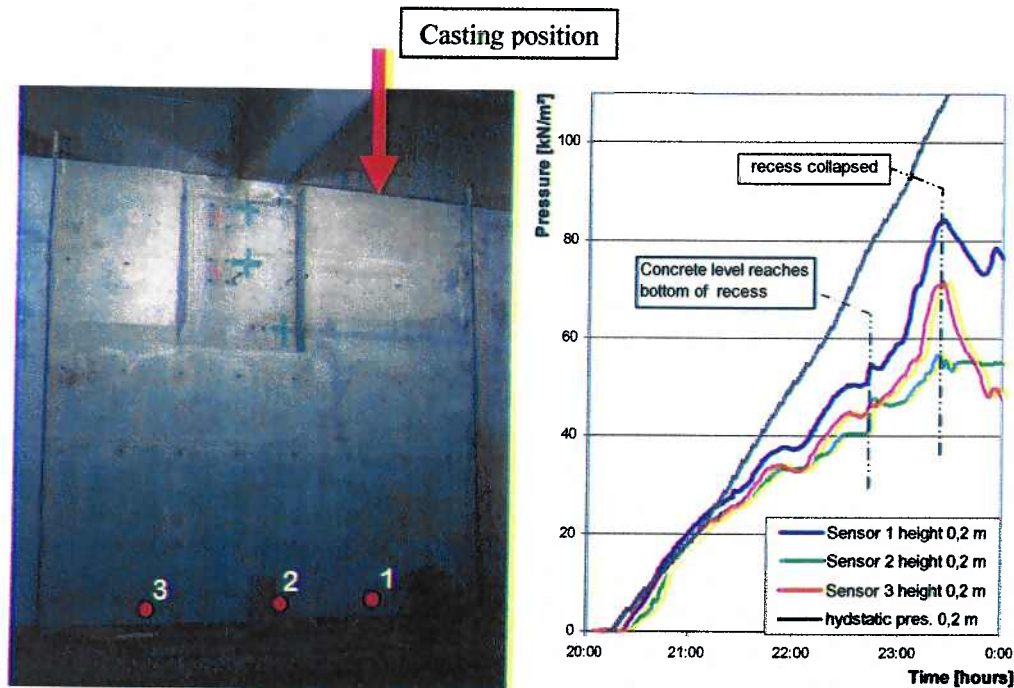 Casting position
3
2
1
Pressure [kN/m²]
100
80
60
40
20
0
recess collapsed
Concrete level reaches
bottom of recess
Sensor 1 height 0,2 m
Sensor 2 height 0,2 m
Sensor 3 height 0,2 m
hydstatic pres. 0,2 m
20:00
21:00
22:00
23:00
0:00
Time [hours]